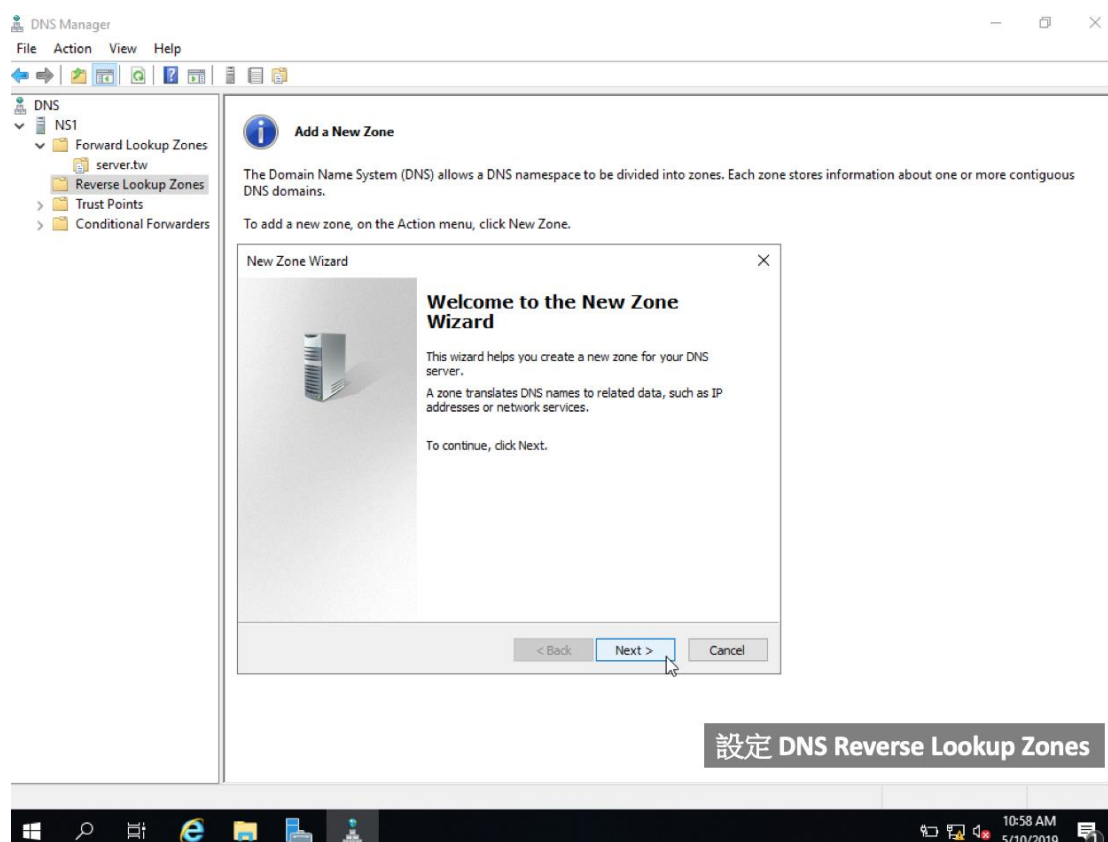 DNS Manager
File Action View Help
DNS
NS1
Forward Lookup Zones
server.tw
Reverse Lookup Zones
Trust Points
Conditional Forwarders
Add a New Zone
The Domain Name System (DNS) allows a DNS namespace to be divided into zones. Each zone stores information about one or more contiguous
DNS domains.
To add a new zone, on the Action menu, click New Zone.
New Zone Wizard
Welcome to the New Zone
Wizard
This wizard helps you create a new zone for your DNS
server.
A zone translates DNS names to related data, such as IP
addresses or network services.
To continue, click Next.
< Back Next > Cancel
設定 DNS Reverse Lookup Zones
10:58 AM
5/10/2019